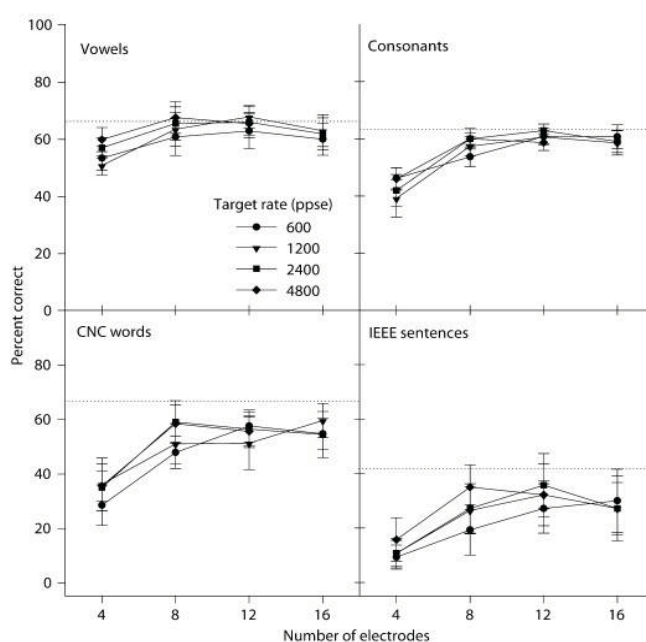 100
Vowels
Consonants
80
60
40
Target rate (ppse)
600
1200
20
2400
4800
0
Percent correct
CNC words
IEEE sentences
80
60
40
20
0
4 8 12 16 4 8 12 16
Number of electrodes